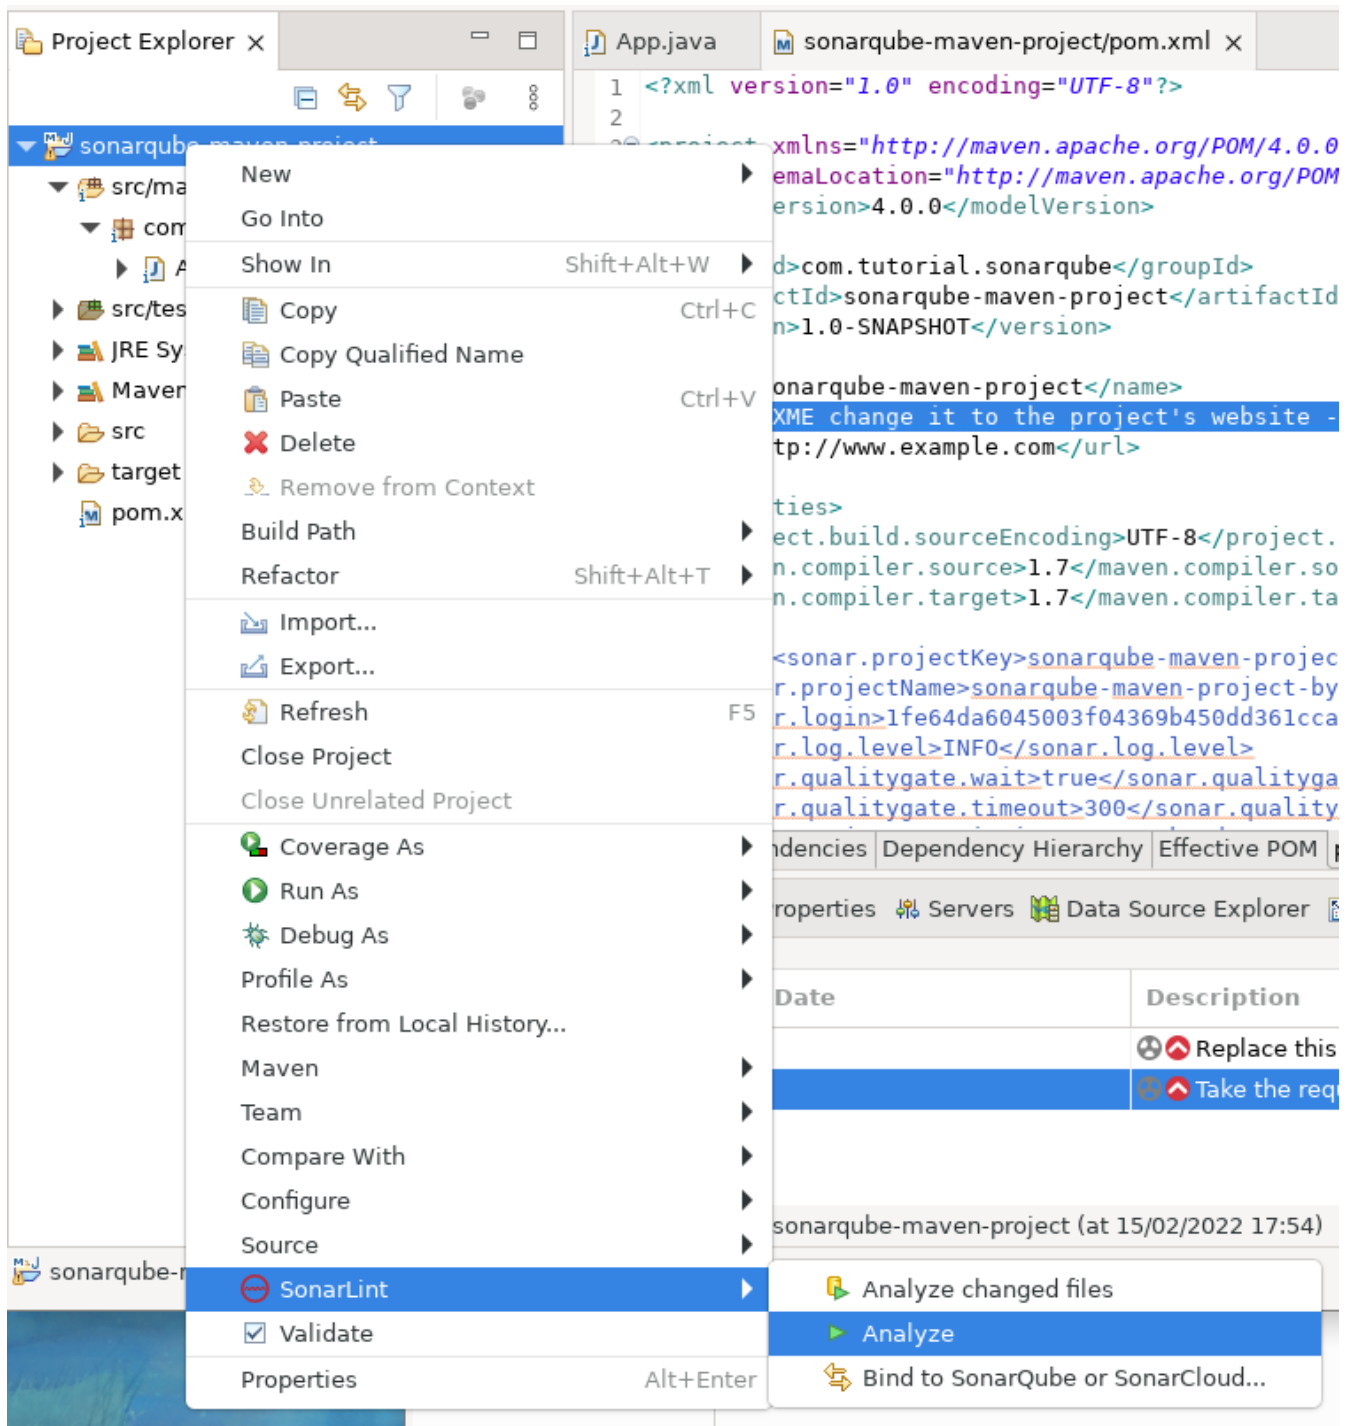 Project Explorer
App.java
sonarqube-maven-project/pom.xml
1 <?xml version="1.0" encoding="UTF-8"?>
2
xmlns="http://maven.apache.org/POM/4.0.0
emaLocation="http://maven.apache.org/POM
ersion>4.0.0</modelVersion>
d>com.tutorial.sonarqube</groupId>
ctId>sonarqube-maven-project</artifactId
n>1.0-SNAPSHOT</version>
onarqube-maven-project</name>
XME change it to the project's website -
tp://www.example.com</url>
ties>
ect.build.sourceEncoding>UTF-8</project.
n.compiler.source>1.7</maven.compiler.so
n.compiler.target>1.7</maven.compiler.ta
<sonar.projectKey>sonarqube-maven-projec
r.projectName>sonarqube-maven-project-by
r.login>1fe64da6045003f04369b450dd361cca
r.log.level>INFO</sonar.log.level>
r.qualitygate.wait>true</sonar.qualityga
r.qualitygate.timeout>300</sonar.quality
sonarqube-maven-project
src/ma
com
A
src/tes
JRE Sy
Maven
src
target
pom.x
New
Go Into
Show In Shift+Alt+W
Copy Ctrl+C
Copy Qualified Name
Paste Ctrl+V
Delete
Remove from Context
Build Path
Refactor Shift+Alt+T
Import...
Export...
Refresh F5
Close Project
Close Unrelated Project
Coverage As
Run As
Debug As
Profile As
Restore from Local History...
Maven
Team
Compare With
Configure
Source
SonarLint
Validate
Properties Alt+Enter
ndencies Dependency Hierarchy Effective POM
roperties Servers Data Source Explorer
Date Description
Replace this
Take the requ
sonarqube-maven-project (at 15/02/2022 17:54)
sonarqube-m
Analyze changed files
Analyze
Bind to SonarQube or SonarCloud...